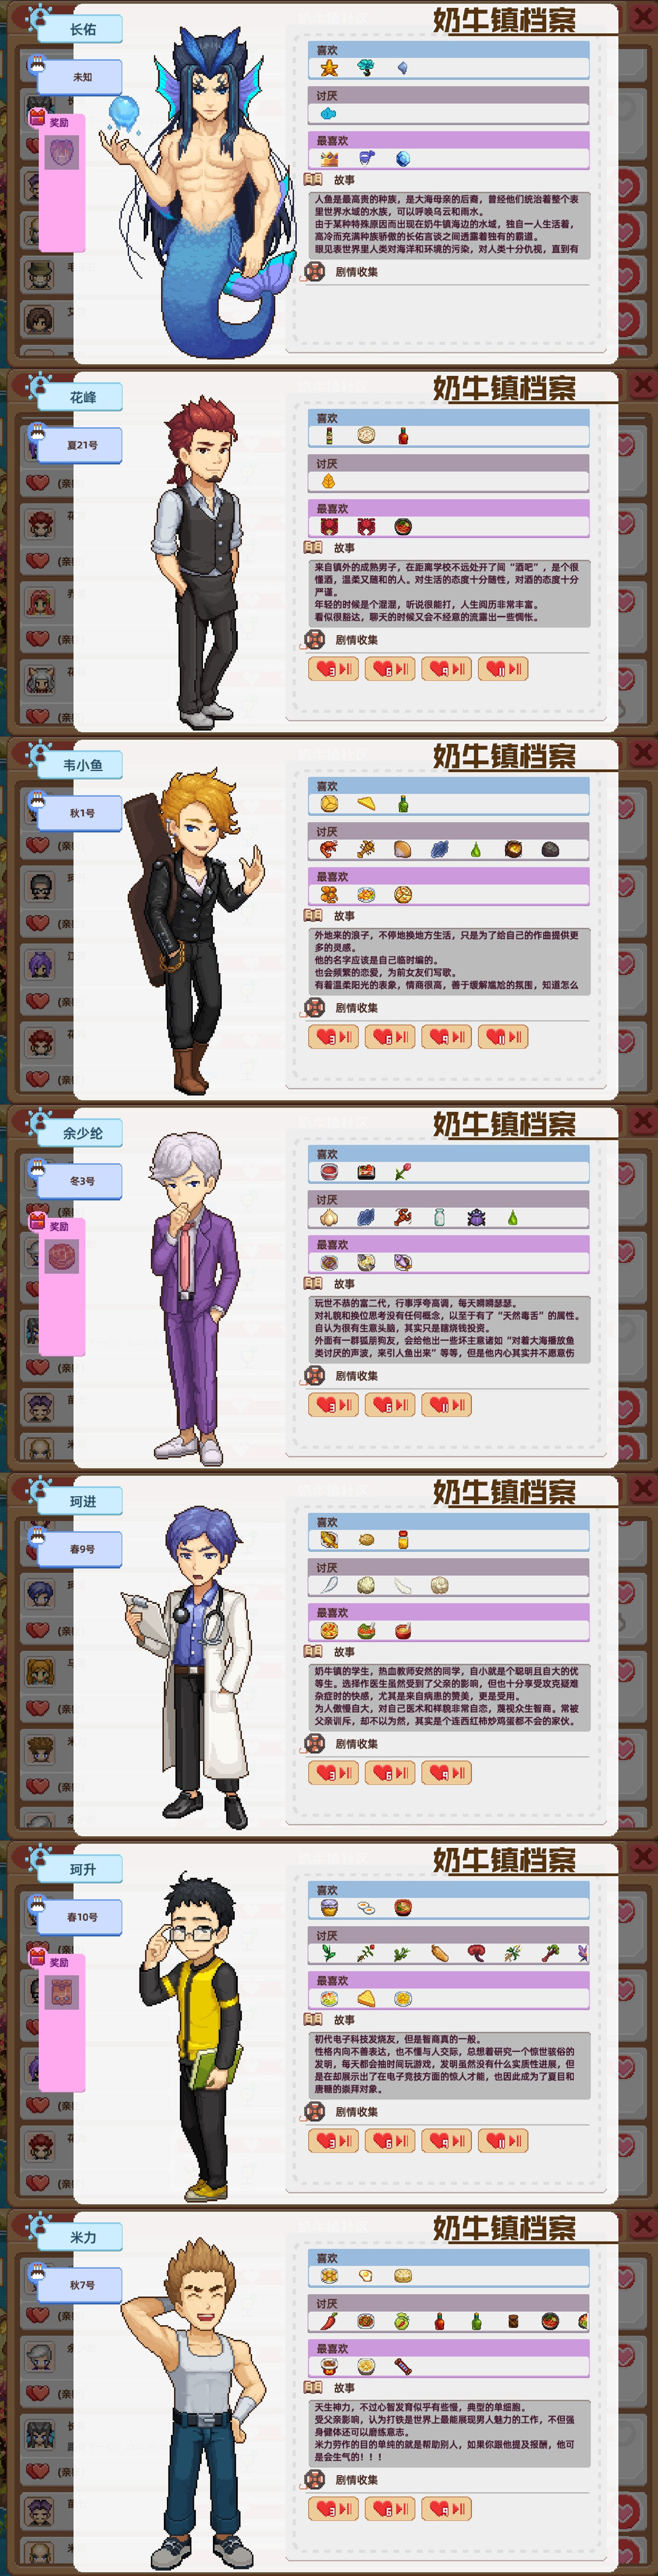 长佑
奶牛镇档案
未知
奖励
喜欢
讨厌
最喜欢
故事
人鱼是最高贵的种族，是大海母亲的后裔，曾经他们统治着整个表
里世界水域的水族，可以呼唤乌云和雨水。
由于某种特殊原因而出现在奶牛镇海边的水域，独自一人生活着，
高冷而充满种族骄傲的长佑言谈之间透露着独有的霸道。
眼见表世界里人类对海洋和环境的污染，对人类十分仇视，直到有
剧情收集
花峰
奶牛镇档案
夏21号
喜欢
讨厌
最喜欢
故事
来自镇外的成熟男子，在距离学校不远处开了间“酒吧”，是个很
懂酒，温柔又随和的人。对生活的态度十分随性，对酒的态度十分
严谨。
年轻的时候是个混混，听说很能打，人生阅历非常丰富。
看似很豁达，聊天的时候又会不经意的流露出一些惆怅。
剧情收集
3
6
9
11
韦小鱼
奶牛镇档案
秋1号
喜欢
讨厌
最喜欢
故事
外地来的浪子，不停地换地方生活，只是为了给自己的作曲提供更
多的灵感。
他的名字应该是自己临时编的。
也会频繁的恋爱，为前女友们写歌。
有着温柔阳光的表象，情商很高，善于缓解尴尬的氛围，知道怎么
剧情收集
3
6
9
11
余少纶
奶牛镇档案
冬3号
奖励
喜欢
讨厌
最喜欢
故事
玩世不恭的富二代，行事浮夸高调，每天嘚嘚瑟瑟。
对礼貌和换位思考没有任何概念，以至于有了“天然毒舌”的属性。
自认为很有生意头脑，其实只是瞎烧钱投资。
外面有一群狐朋狗友，会给他出一些坏主意诸如“对着大海播放鱼
类讨厌的声波，来引人鱼出来”等等，但是他内心其实并不愿意伤
剧情收集
3
6
11
珂进
奶牛镇档案
春9号
喜欢
讨厌
最喜欢
故事
奶牛镇的学生，热血教师安然的同学，自小就是个聪明且自大的优
等生。选择作医生虽然受到了父亲的影响，但也十分享受攻克疑难
杂症时的快感，尤其是来自病患的赞美，更是受用。
为人傲慢自大，对自己医术和样貌非常自恋，蔑视众生智商。常被
父亲训斥，却不以为然，其实是个连西红柿炒鸡蛋都不会的家伙。
剧情收集
3
6
9
珂升
奶牛镇档案
春10号
奖励
喜欢
讨厌
最喜欢
故事
初代电子科技发烧友，但是智商真的一般。
性格内向不善表达，也不懂与人交际，总想着研究一个惊世骇俗的
发明，每天都会抽时间玩游戏，发明虽然没有什么实质性进展，但
是在却展示出了在电子竞技方面的惊人才能，也因此成为了夏目和
唐糖的崇拜对象。
剧情收集
3
6
9
11
米力
奶牛镇档案
秋7号
喜欢
讨厌
最喜欢
故事
天生神力，不过心智发育似乎有些慢，典型的单细胞。
受父亲影响，认为打铁是世界上最能展现男人魅力的工作，不但强
身健体还可以磨练意志。
米力劳作的目的单纯的就是帮助别人，如果你跟他提及报酬，他可
是会生气的！！！
剧情收集
3
6
9